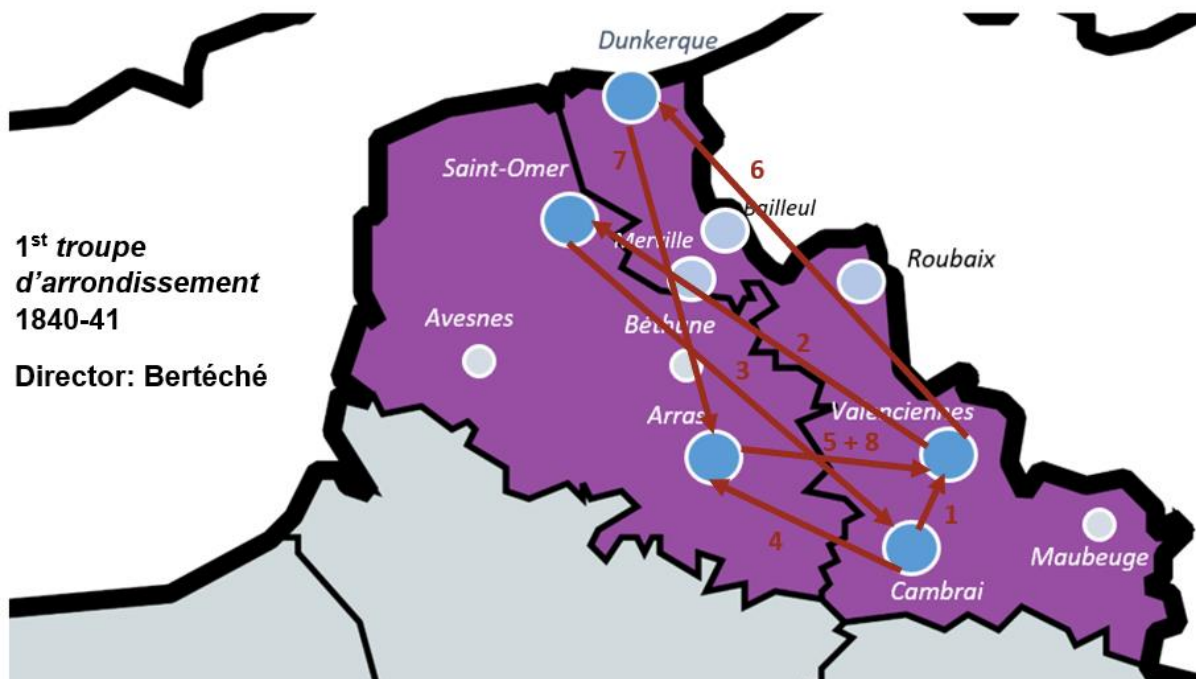 Dunkerque
7
6
Saint-Omer
Bailleul
Merville
Roubaix
1st troupe
d'arrondissement
1840-41
Director: Bertéché
Avesnes
Béthune
2
3
Valenciennes
Arras
5 + 8
1
4
Maubeuge
Cambrai